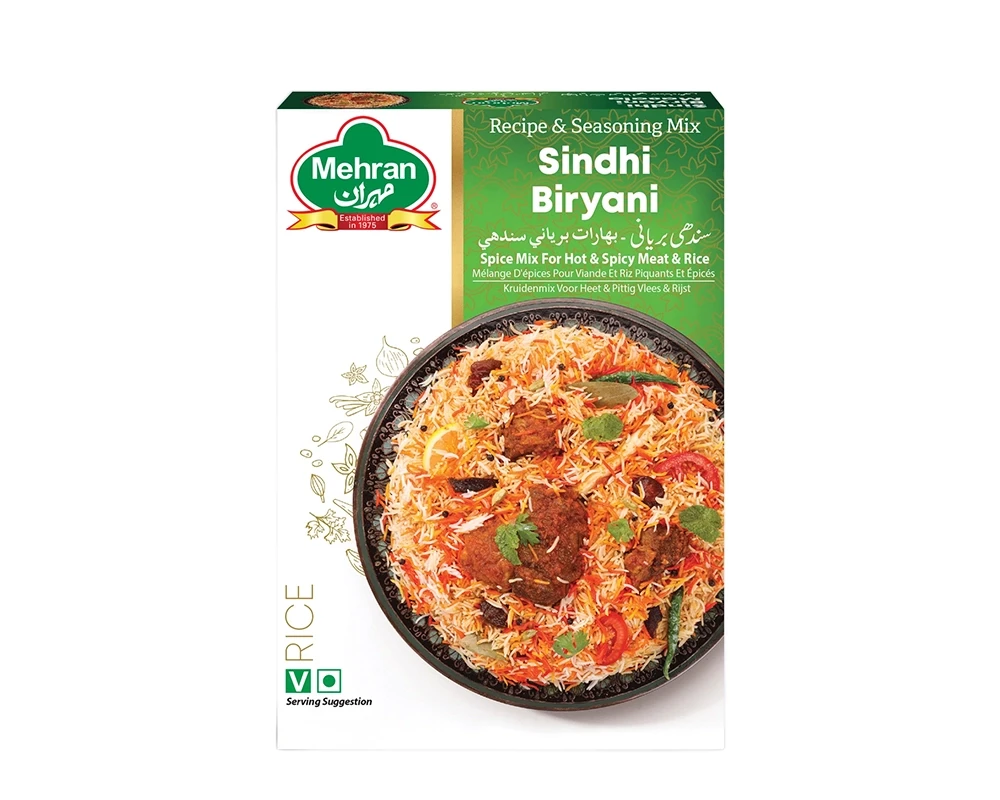 Mehran
مہران
®
Established
in 1975
Recipe & Seasoning Mix
Sindhi
Biryani
سندھی بریانی - بهارات برياني سندهي
Spice Mix For Hot & Spicy Meat & Rice
Mélange D'épices Pour Viande Et Riz Piquants Et Épicés
Kruidenmix Voor Heet & Pittig Vlees & Rijst
RICE
V
Serving Suggestion
Sindhi
Biryani